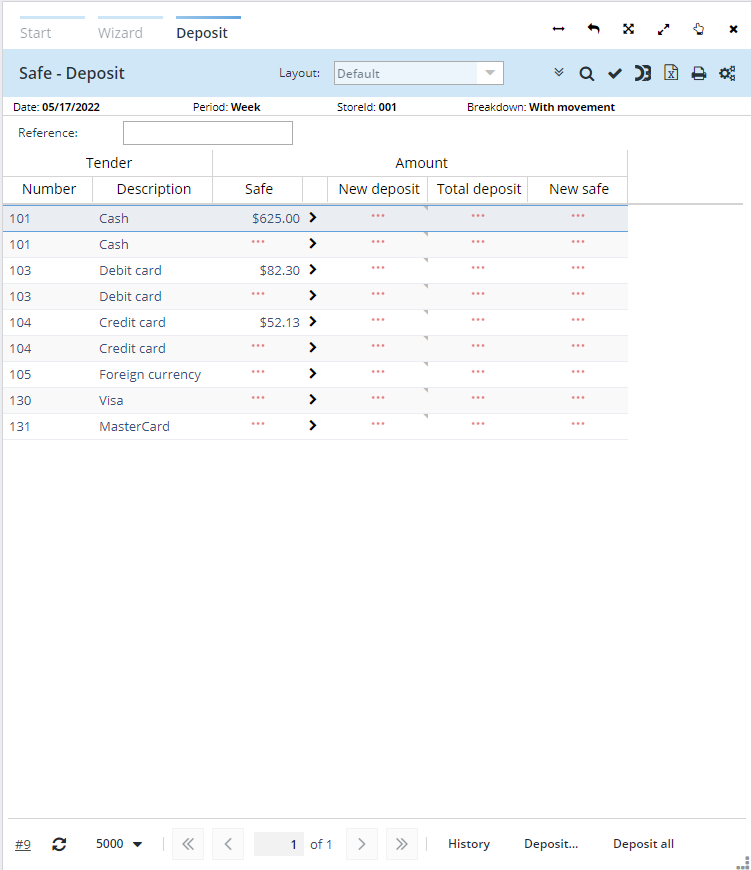 Start Wizard Deposit
Safe - Deposit Layout: Default
Date: 05/17/2022 Period: Week StoreId: 001 Breakdown: With movement
Reference:
Tender Amount
Number Description Safe New deposit Total deposit New safe
101 Cash $625.00 *** *** ***
101 Cash *** *** *** ***
103 Debit card $82.30 *** *** ***
103 Debit card *** *** *** ***
104 Credit card $52.13 *** *** ***
104 Credit card *** *** *** ***
105 Foreign currency *** *** *** ***
130 Visa *** *** *** ***
131 MasterCard *** *** *** ***
#9 5000 1 of 1 History Deposit... Deposit all